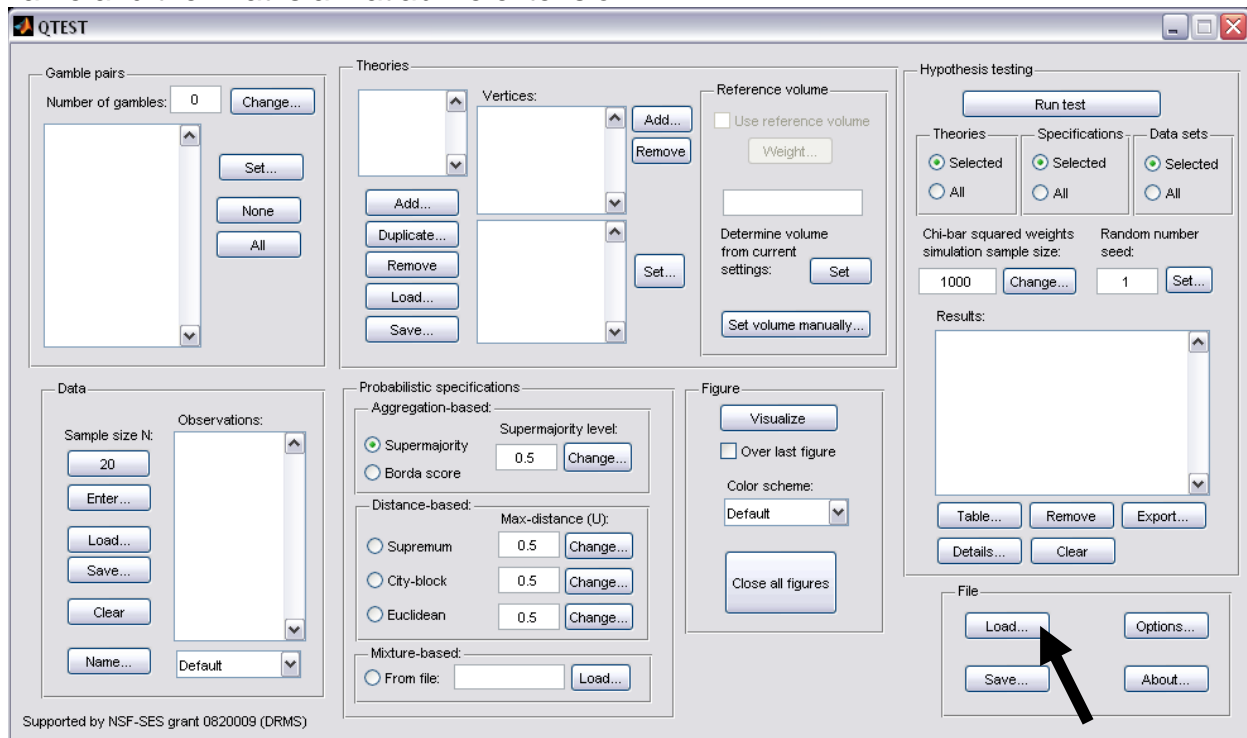 QTEST
Gamble pairs
Number of gambles: 0 Change...
Set...
None
All
Theories
Vertices:
Add...
Remove
Add...
Duplicate...
Remove
Load...
Save...
Set...
Reference volume
Use reference volume
Weight...
Determine volume
from current
settings: Set
Set volume manually...
Hypothesis testing
Run test
Theories
Selected
All
Specifications
Selected
All
Data sets
Selected
All
Chi-bar squared weights
simulation sample size:
1000 Change...
Random number
seed:
1 Set...
Results:
Table... Remove Export...
Details... Clear
Data
Sample size N:
20
Enter...
Load...
Save...
Clear
Name...
Observations:
Default
Probabilistic specifications
Aggregation-based:
Supermajority level:
Supermajority 0.5 Change...
Borda score
Distance-based:
Max-distance (U):
Supremum 0.5 Change...
City-block 0.5 Change...
Euclidean 0.5 Change...
Mixture-based:
From file: Load...
Figure
Visualize
Over last figure
Color scheme:
Default
Close all figures
File
Load... Options...
Save... About...
Supported by NSF-SES grant 0820009 (DRMS)